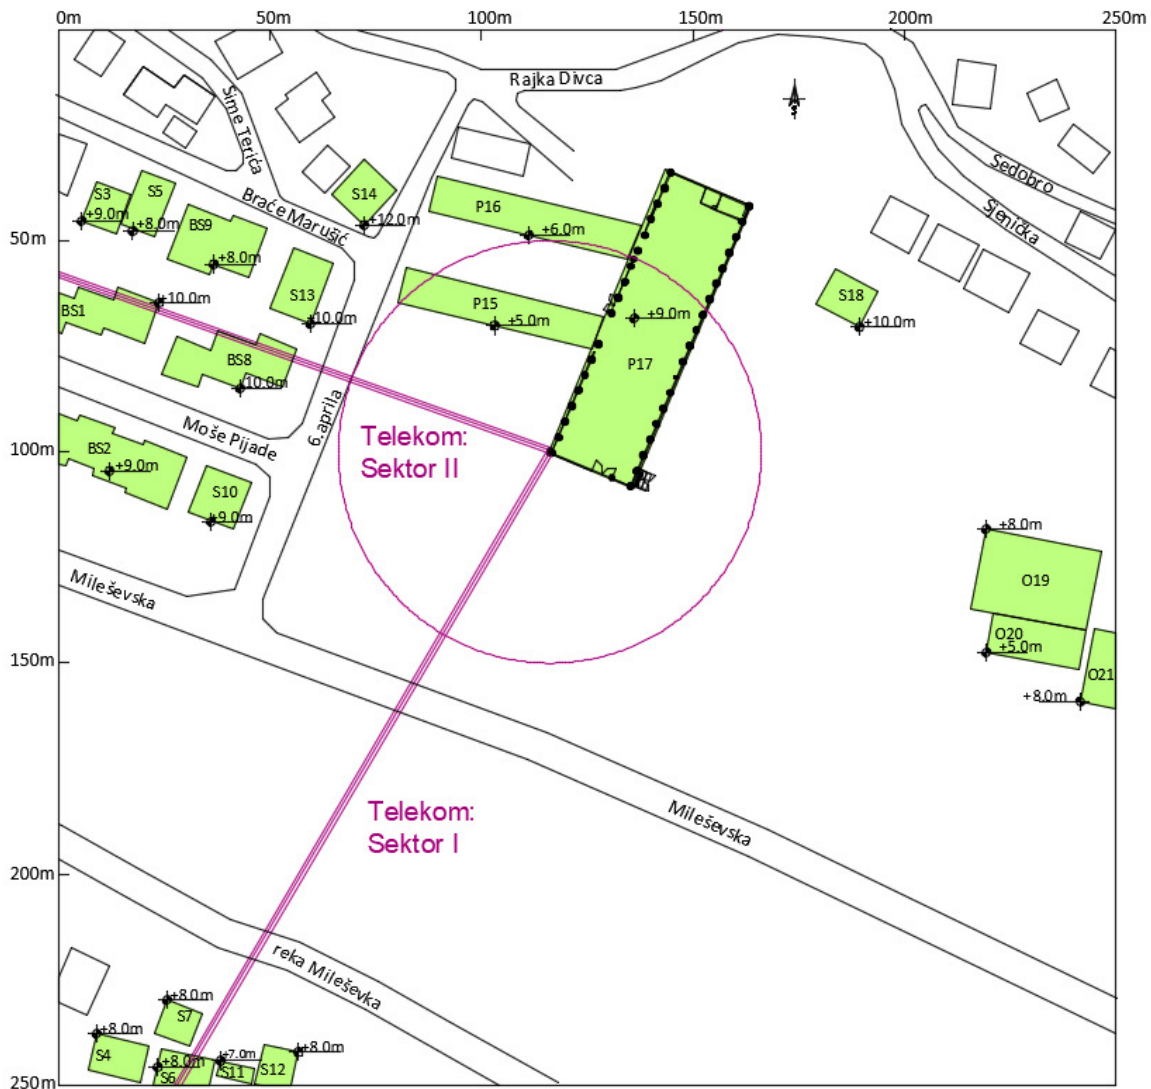 0m
50m
100m
150m
200m
250m
Rajka Divca
Sime Terića
Sedobro
S3
S5
S14
+9.0m
+8.0m
Braće Marušić
+12.0m
BS9
P16
Sjenička
50m
+6.0m
+8.0m
S13
+10.0m
BS1
P15
+5.0m
+9.0m
S18
10.0m
+10.0m
BS8
10.0m
P17
6.aprila
Moše Pijade
Telekom:
Sektor II
100m
BS2
+9.0m
S10
+9.0m
+8.0m
Mileševska
O19
O20
+5.0m
150m
O21
+8.0m
Telekom:
Sektor I
Mileševska
200m
reka Mileševka
+8.0m
S7
+8.0m
S4
+8.0m
S6
+7.0m
S11
+8.0m
S12
250m